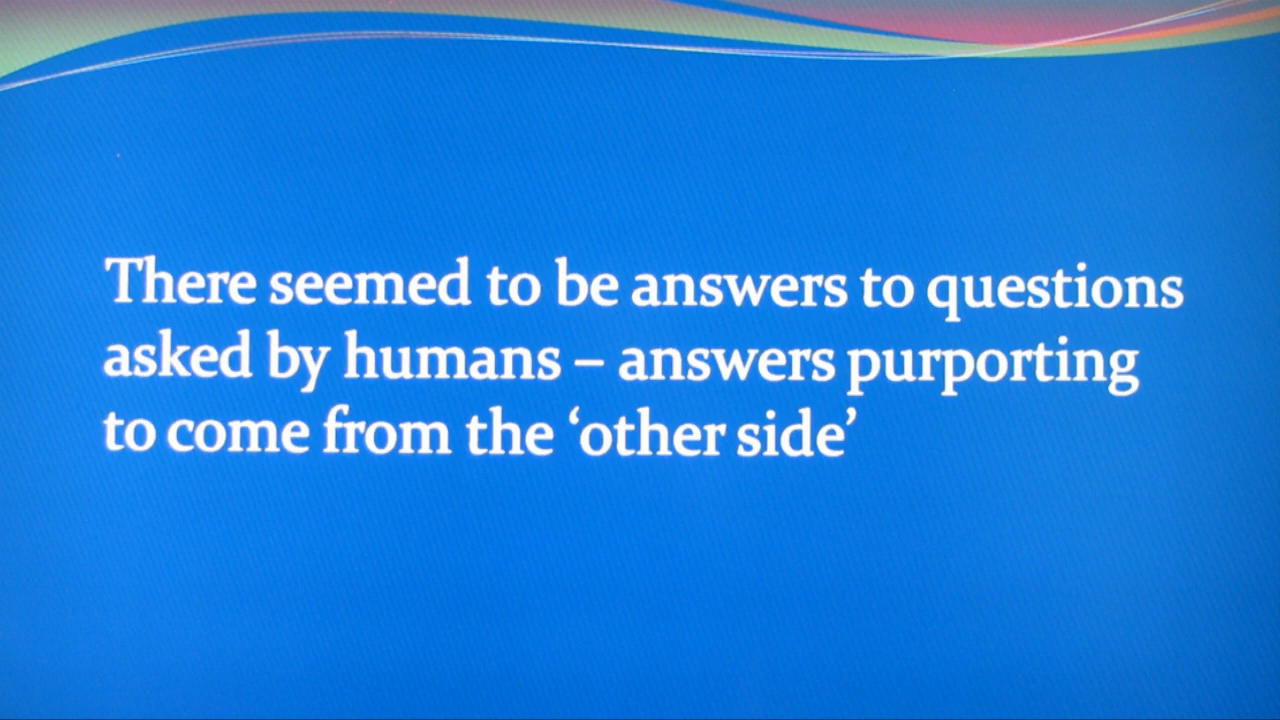 There seemed to be answers to questions
asked by humans – answers purporting
to come from the ‘other side’